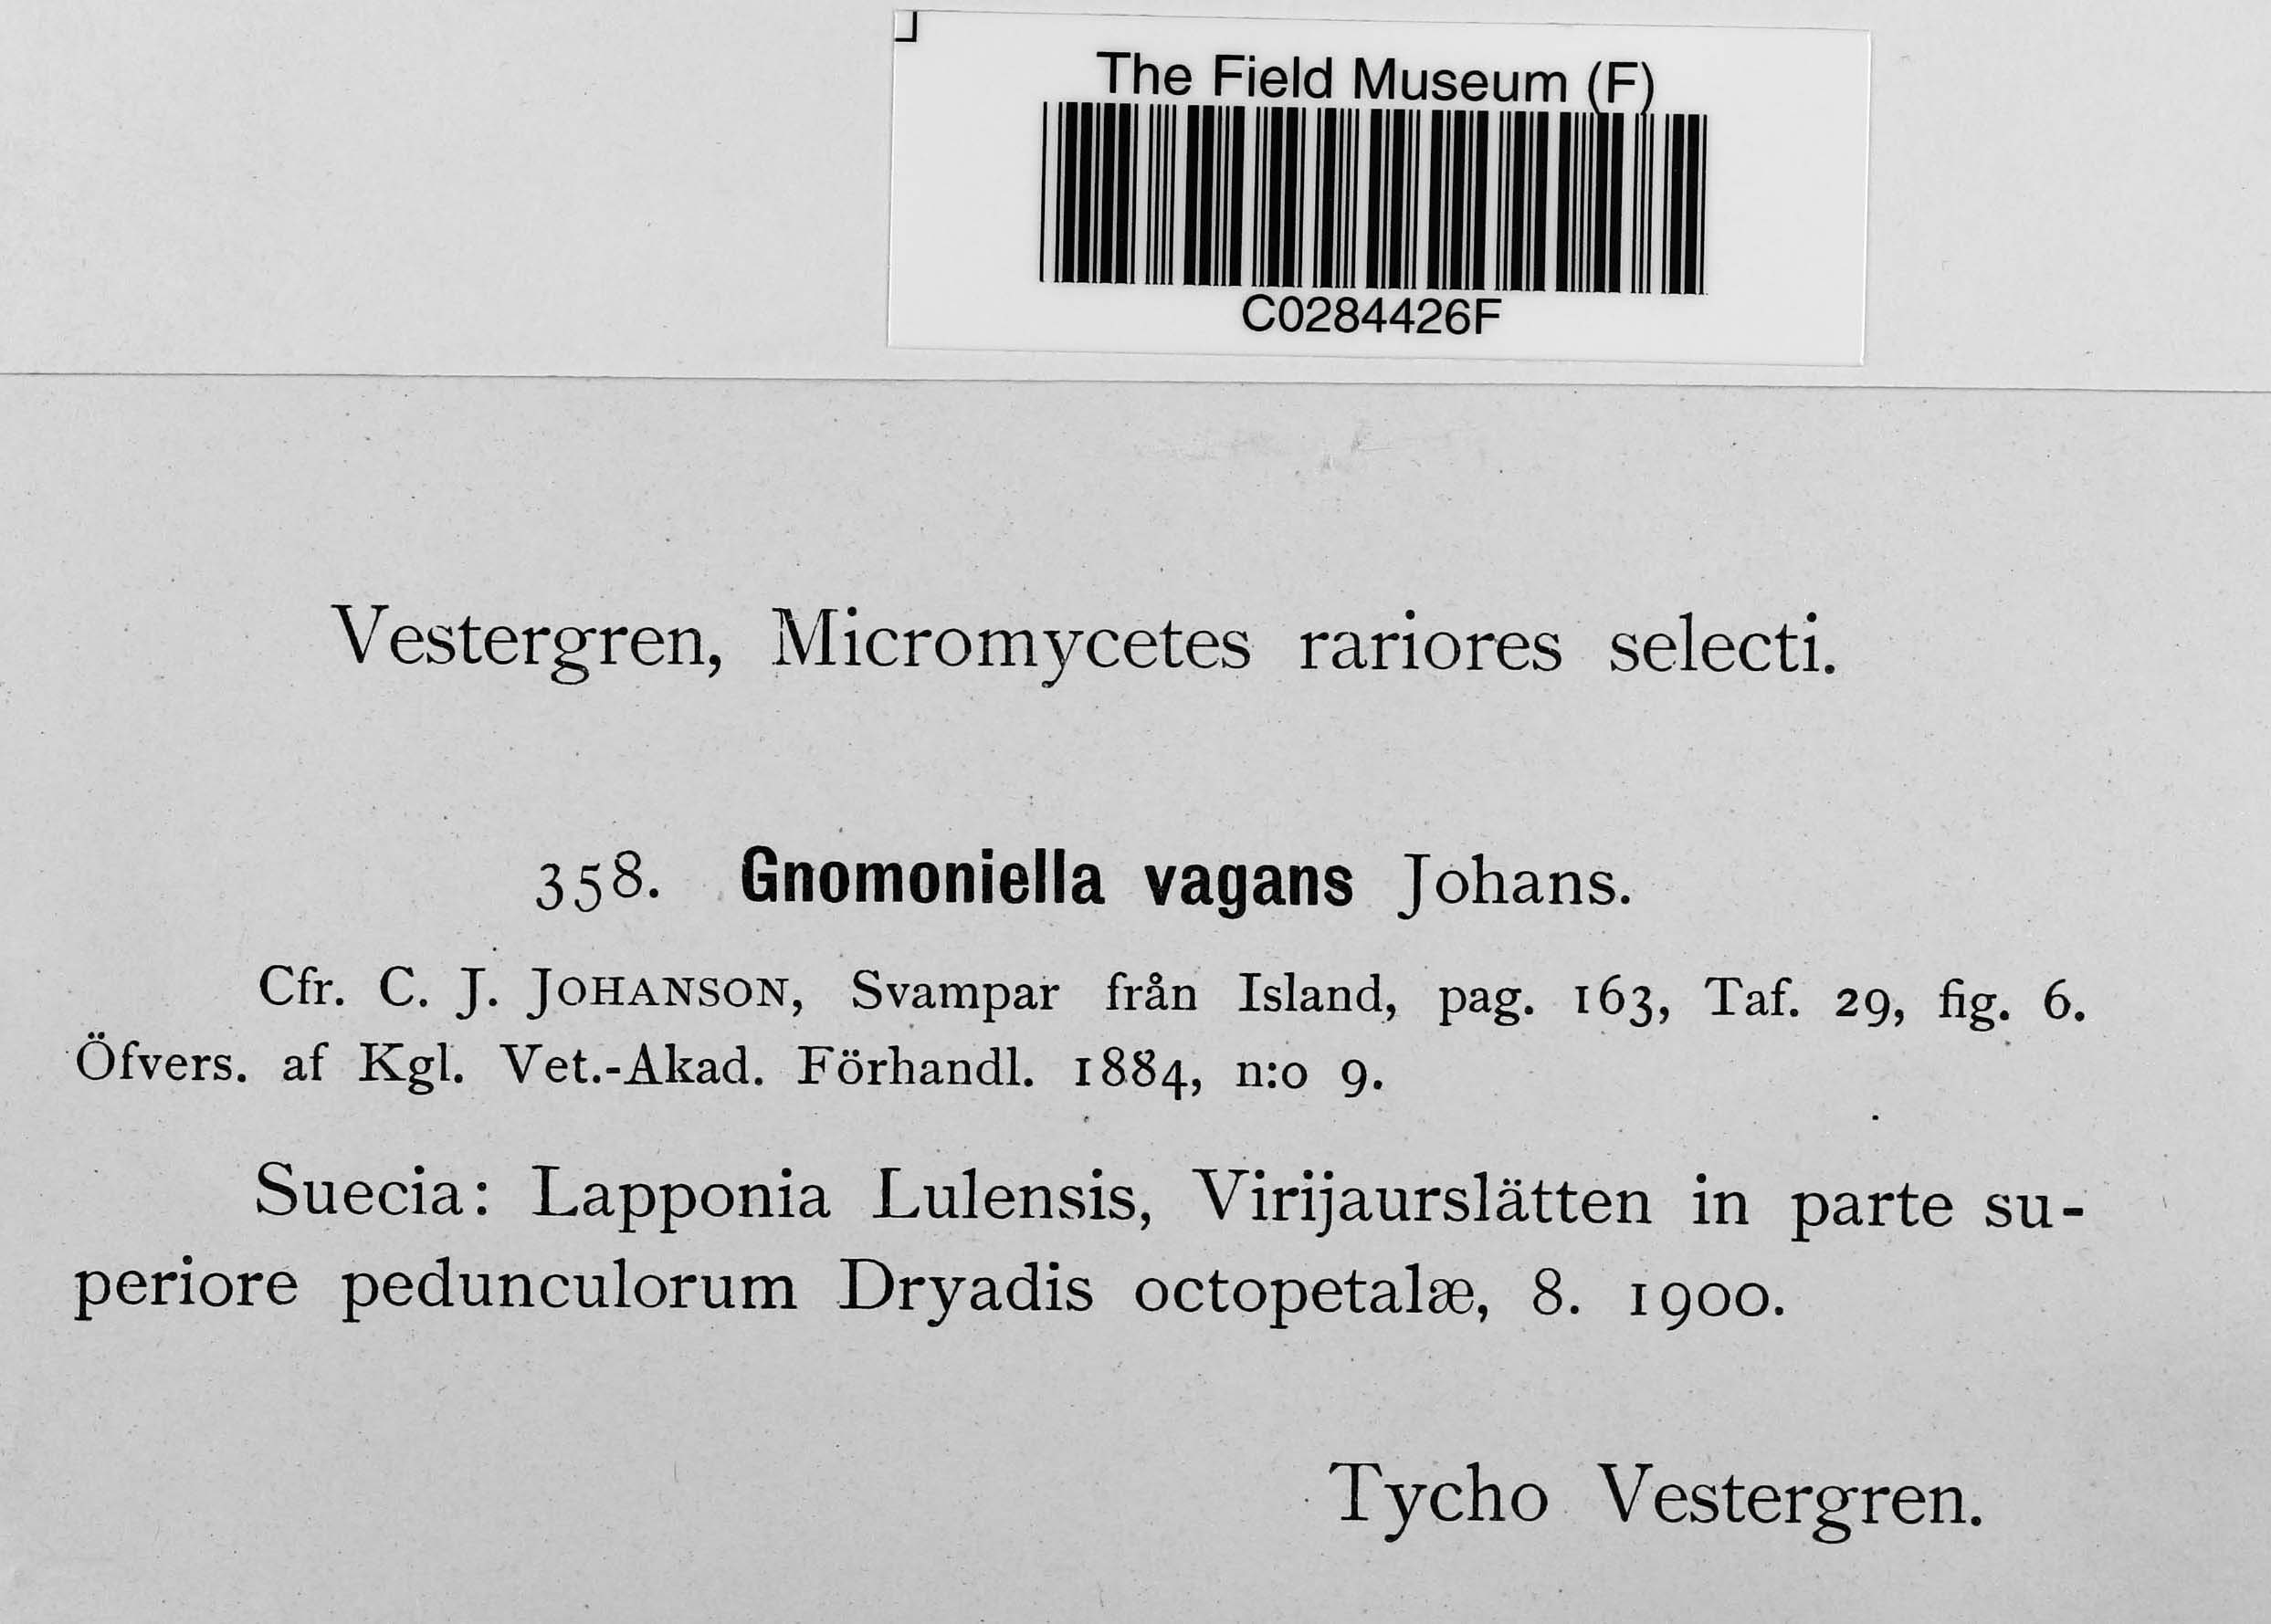 The Field Museum (F)
C0284426F
Vestergren, Micromycetes rariores selecti.
358. Gnomoniella vagans Johans.
Cfr. C. J. JOHANSON, Svampar från Island, pag. 163, Taf. 29, fig. 6.
Öfvers. af Kgl. Vet.-Akad. Förhandl. 1884, n:o 9.
Suecia: Lapponia Lulensis, Virijaurslätten in parte su-
periore pedunculorum Dryadis octopetalæ, 8. 1900.
Tycho Vestergren.